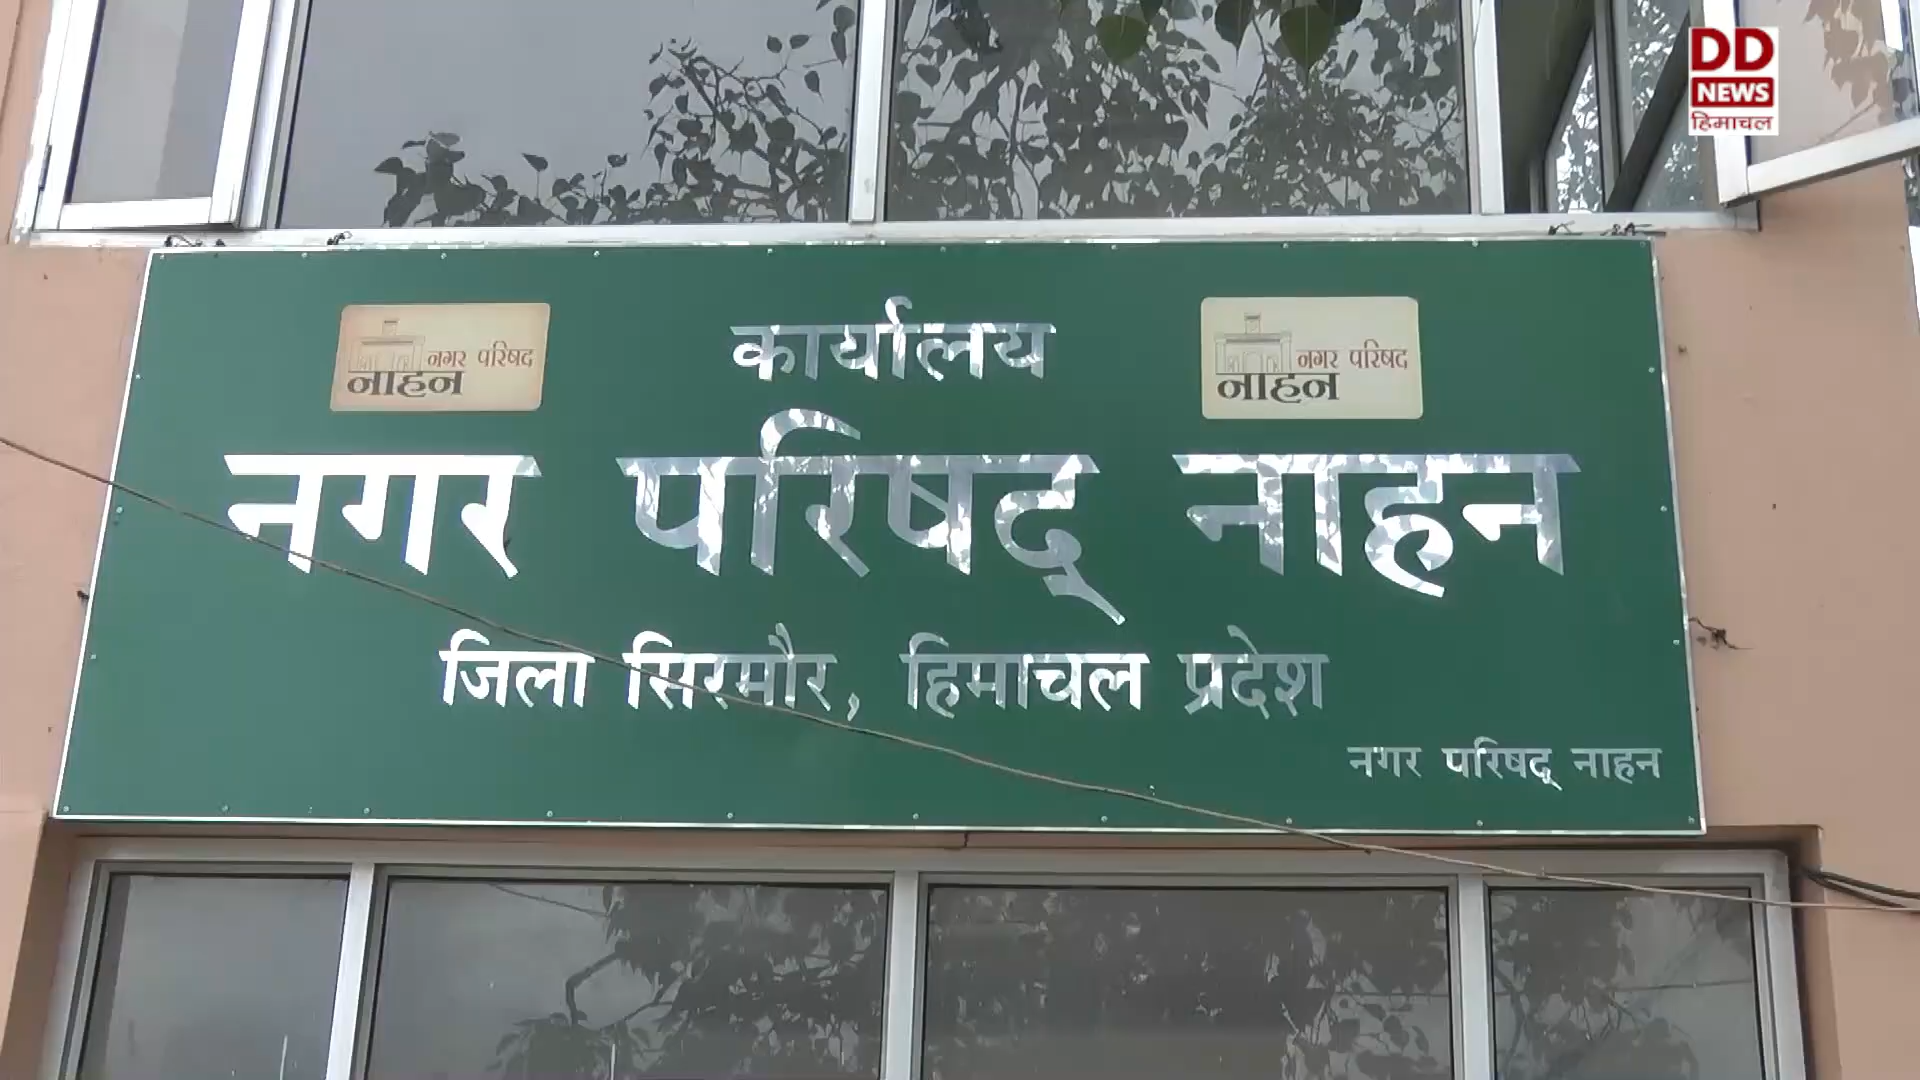 DD
NEWS
हिमाचल
कार्यालय
नगर परिषद
नाहन
नगर परिषद
नाहन
नगर परिषद् नाहन
जिला सिरमौर, हिमाचल प्रदेश
नगर परिषद् नाहन